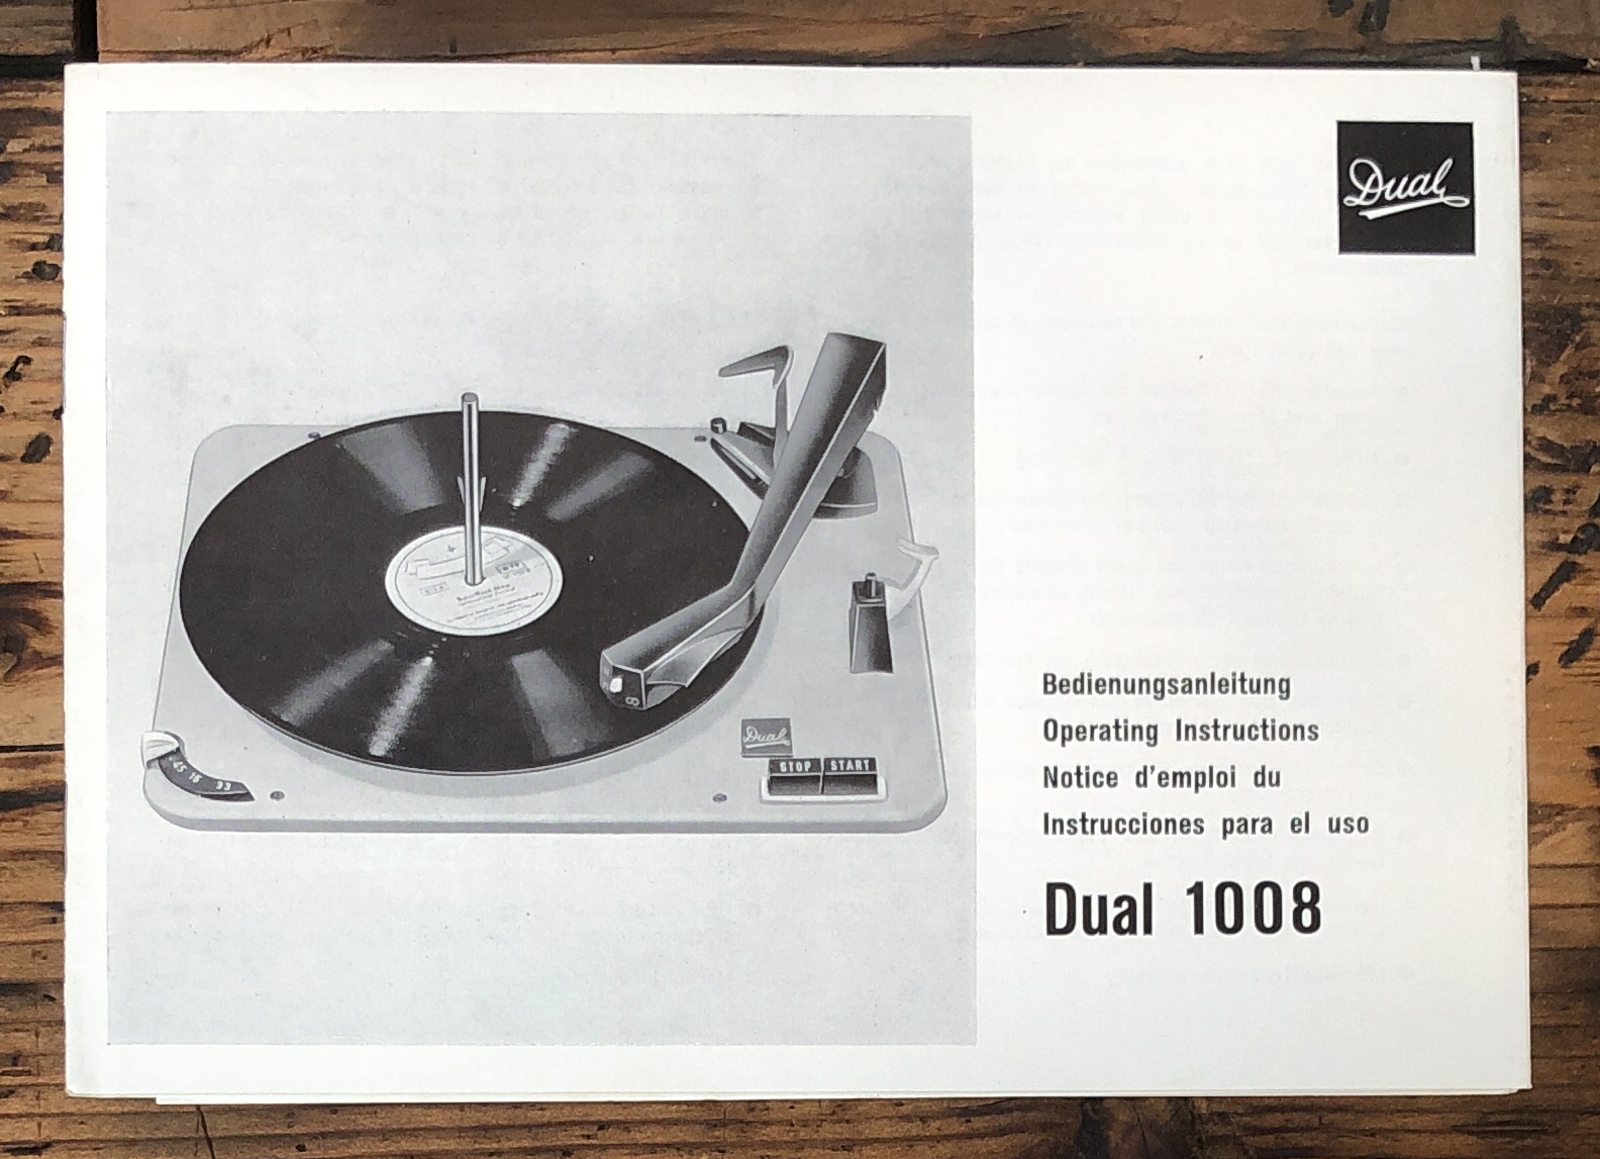 Dual
Dual
STOP START
45 16 33
Bedienungsanleitung
Operating Instructions
Notice d'emploi du
Instrucciones para el uso
Dual 1008